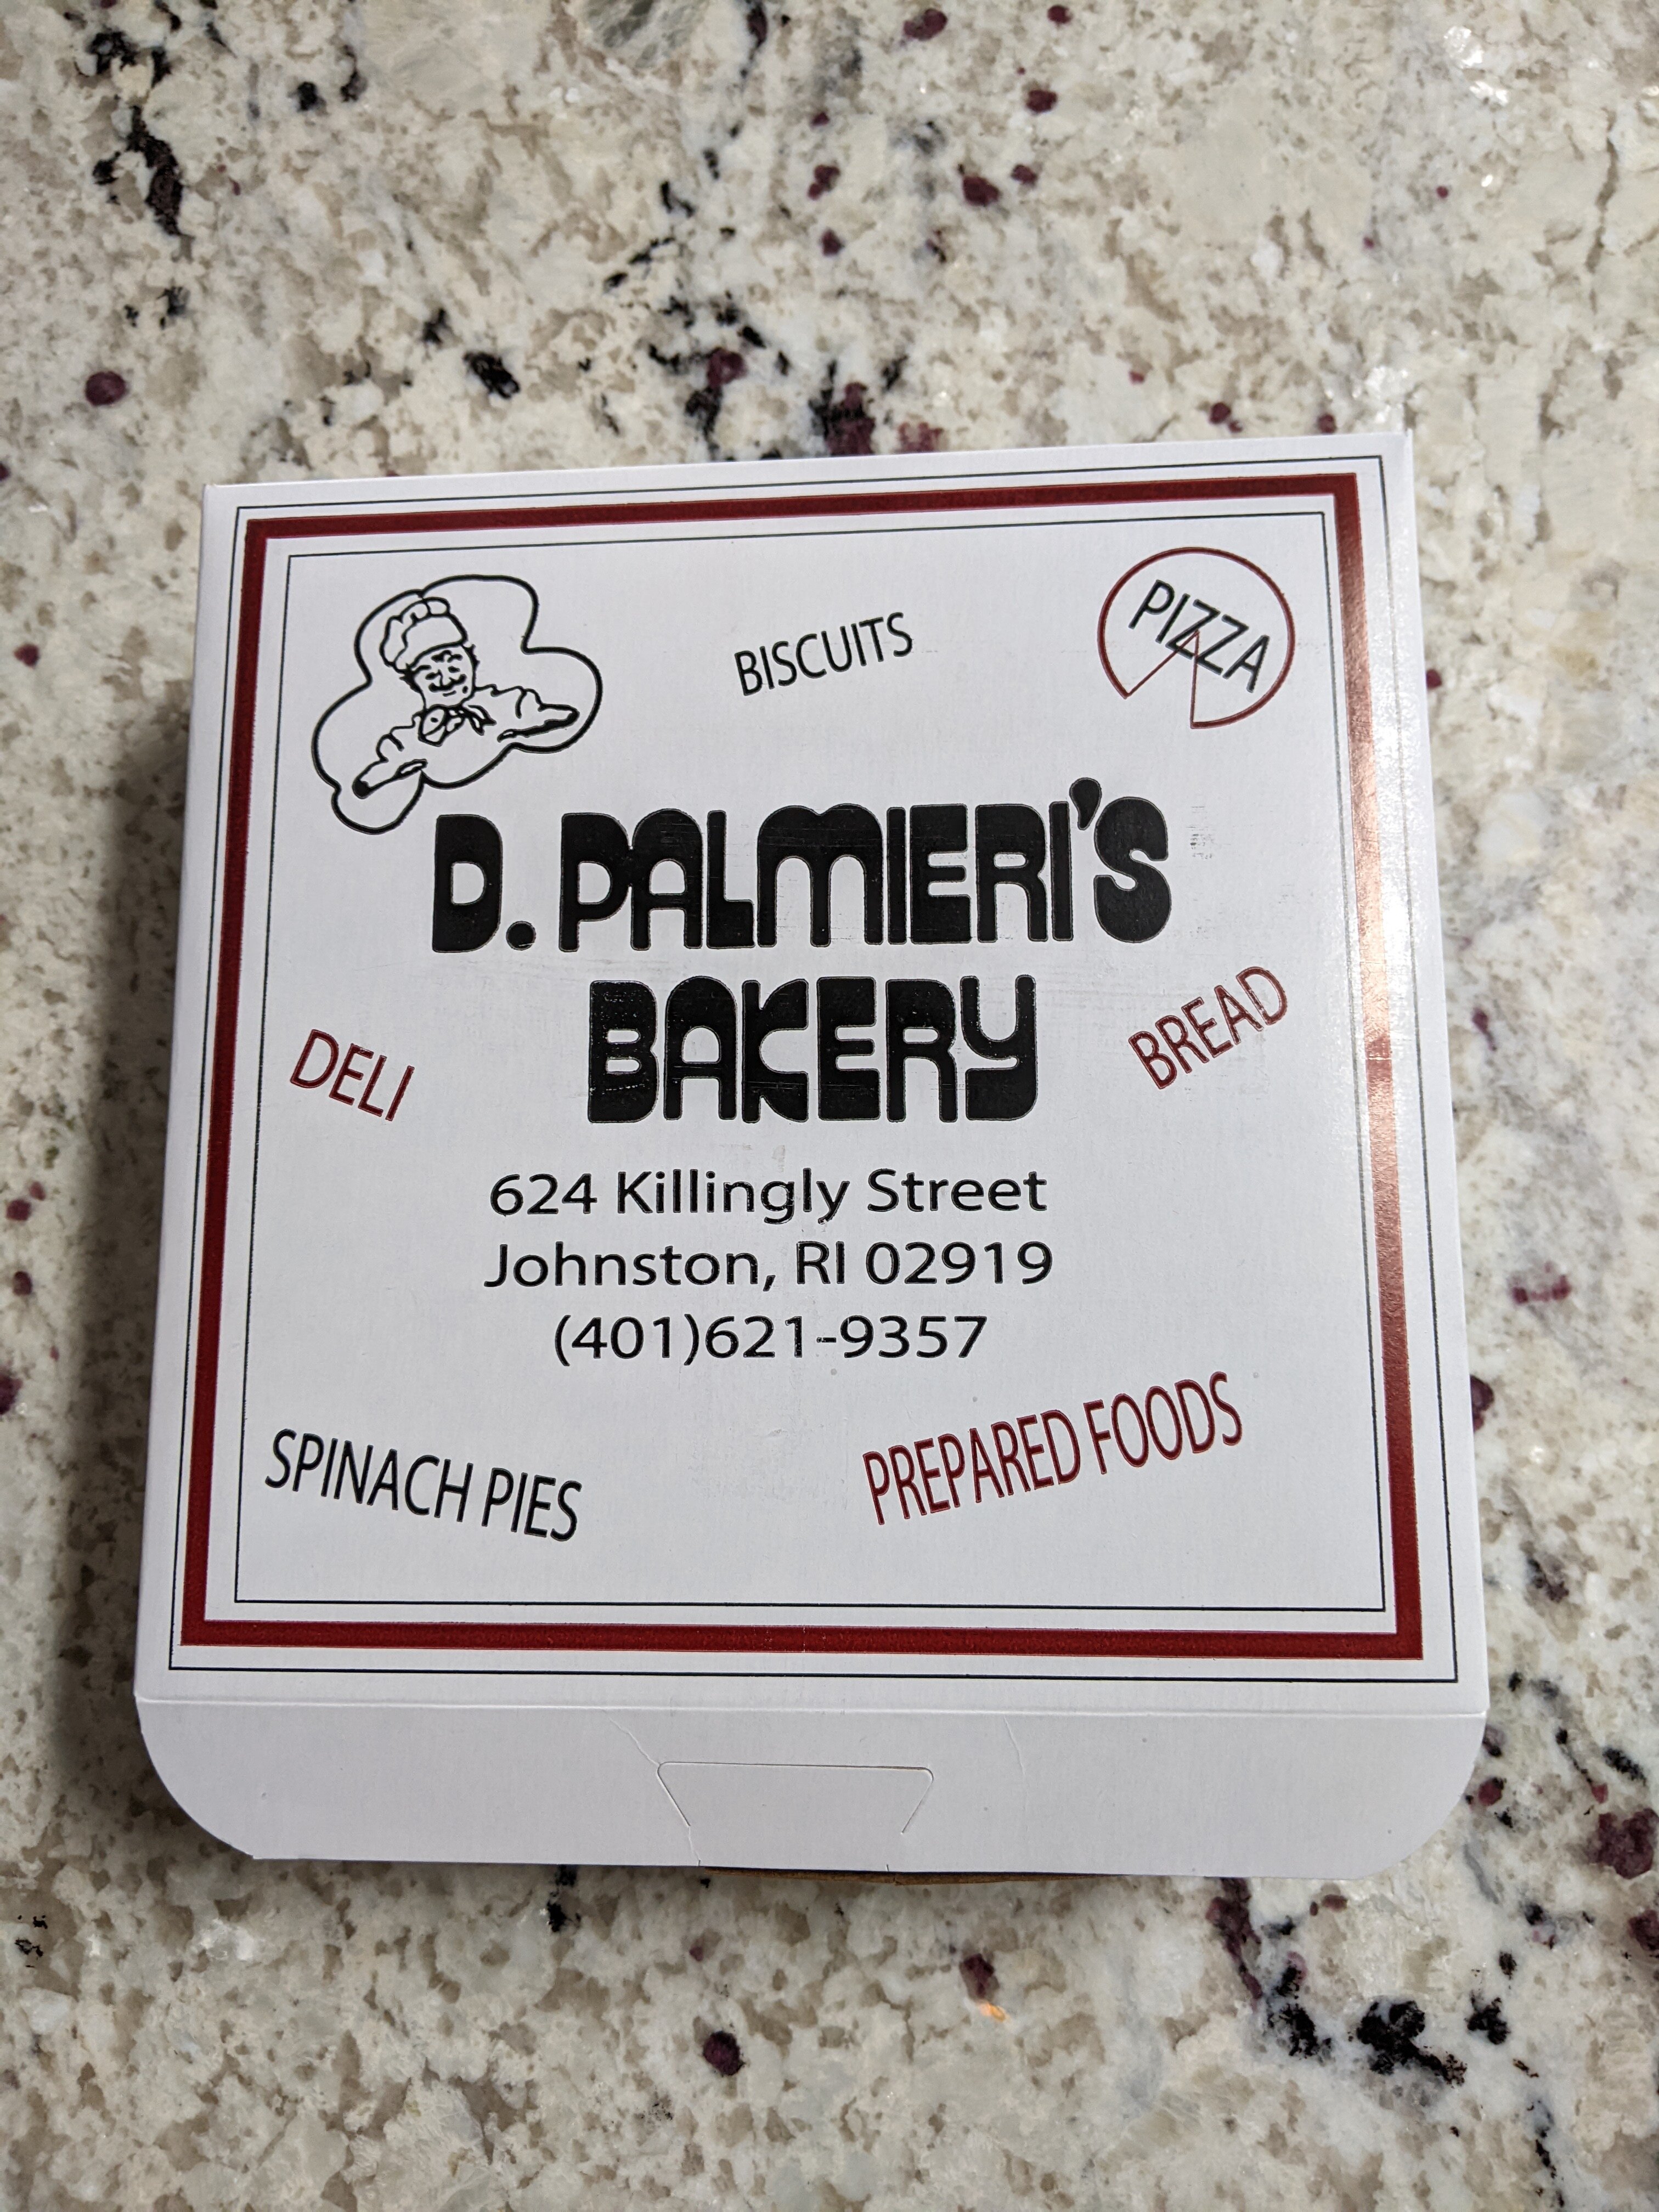 BISCUITS
PIZZA
D. PALMIERI'S
BAKERY
DELI
BREAD
624 Killingly Street
Johnston, RI 02919
(401)621-9357
SPINACH PIES
PREPARED FOODS